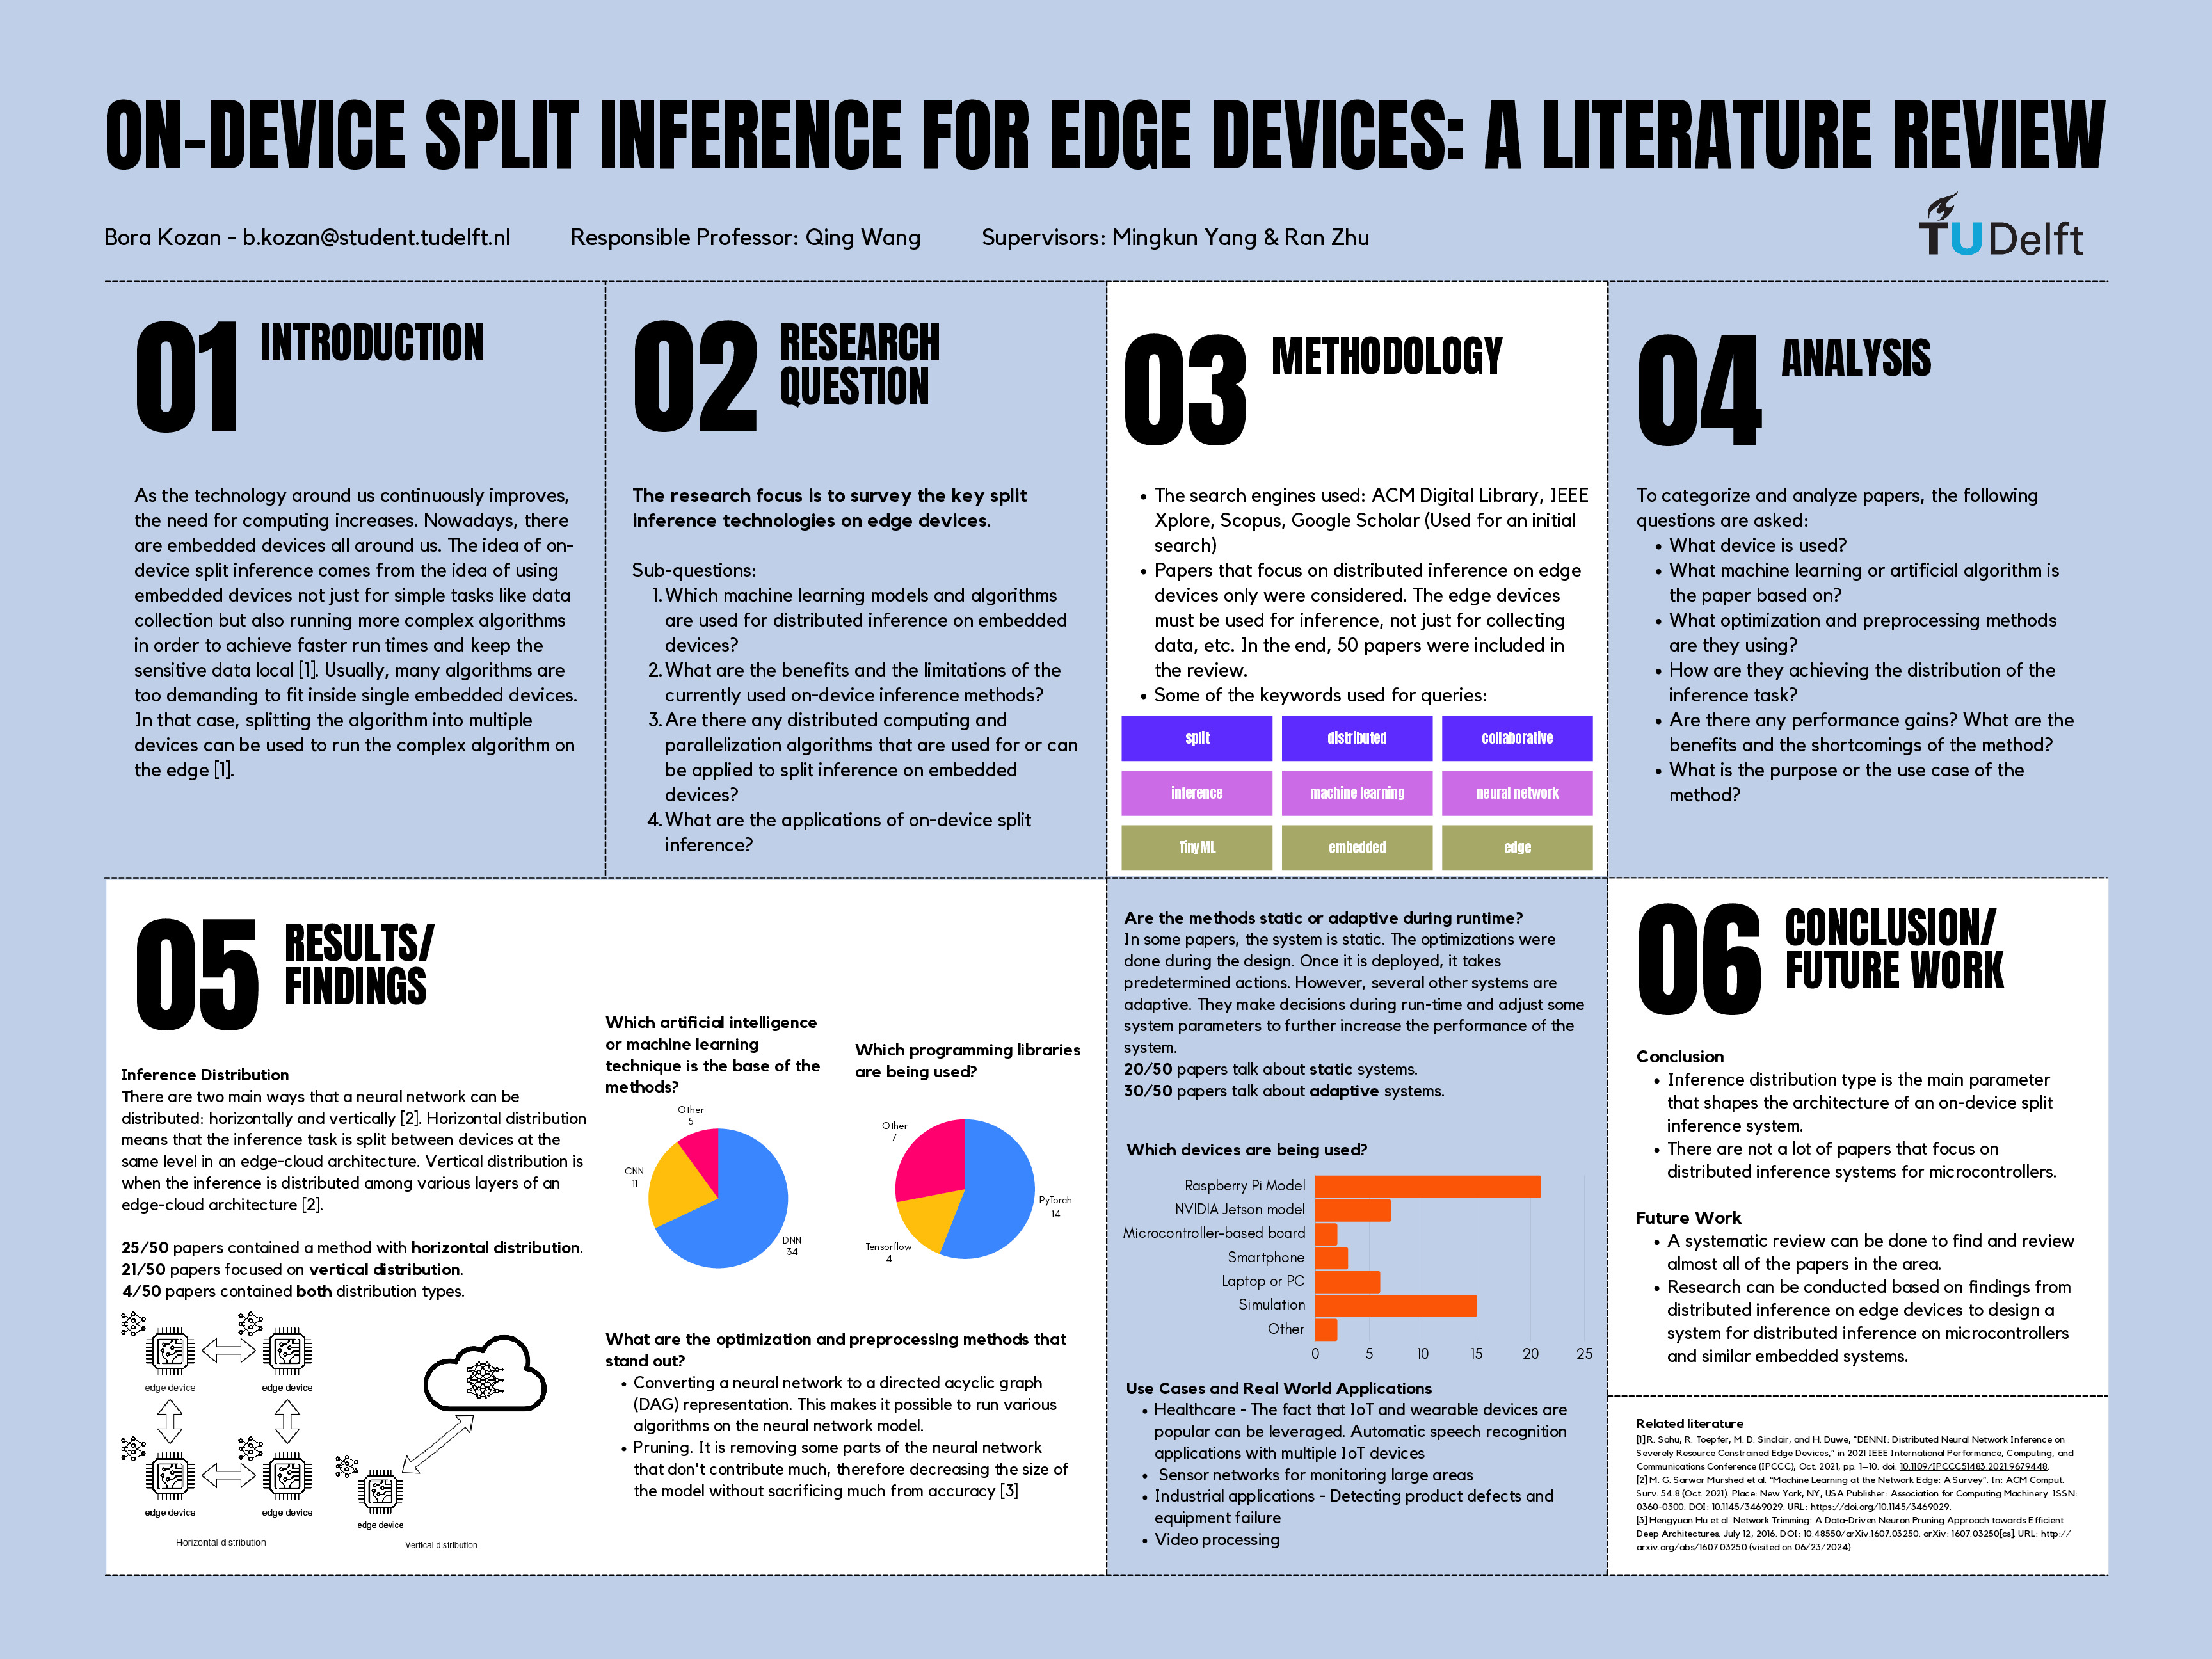 ON-DEVICE SPLIT INFERENCE FOR EDGE DEVICES: A LITERATURE REVIEW
Bora Kozan - b.kozan@student.tudelft.nl
Responsible Professor: Qing Wang
Supervisors: Mingkun Yang & Ran Zhu
TU Delft
01
INTRODUCTION
As the technology around us continuously improves,
the need for computing increases. Nowadays, there
are embedded devices all around us. The idea of on-
device split inference comes from the idea of using
embedded devices not just for simple tasks like data
collection but also running more complex algorithms
in order to achieve faster run times and keep the
sensitive data local [1]. Usually, many algorithms are
too demanding to fit inside single embedded devices.
In that case, splitting the algorithm into multiple
devices can be used to run the complex algorithm on
the edge [1].
02
RESEARCH
QUESTION
The research focus is to survey the key split
inference technologies on edge devices.
Sub-questions:
1. Which machine learning models and algorithms
are used for distributed inference on embedded
devices?
2. What are the benefits and the limitations of the
currently used on-device inference methods?
3. Are there any distributed computing and
parallelization algorithms that are used for or can
be applied to split inference on embedded
devices?
4. What are the applications of on-device split
inference?
03
METHODOLOGY
• The search engines used: ACM Digital Library, IEEE
Xplore, Scopus, Google Scholar (Used for an initial
search)
• Papers that focus on distributed inference on edge
devices only were considered. The edge devices
must be used for inference, not just for collecting
data, etc. In the end, 50 papers were included in
the review.
• Some of the keywords used for queries:
split
distributed
collaborative
inference
machine learning
neural network
TinyML
embedded
edge
04
ANALYSIS
To categorize and analyze papers, the following
questions are asked:
• What device is used?
• What machine learning or artificial algorithm is
the paper based on?
• What optimization and preprocessing methods
are they using?
• How are they achieving the distribution of the
inference task?
• Are there any performance gains? What are the
benefits and the shortcomings of the method?
• What is the purpose or the use case of the
method?
05
RESULTS/
FINDINGS
Inference Distribution
There are two main ways that a neural network can be
distributed: horizontally and vertically [2]. Horizontal distribution
means that the inference task is split between devices at the
same level in an edge-cloud architecture. Vertical distribution is
when the inference is distributed among various layers of an
edge-cloud architecture [2].
25/50 papers contained a method with horizontal distribution.
21/50 papers focused on vertical distribution.
4/50 papers contained both distribution types.
edge device
edge device
edge device
edge device
Horizontal distribution
edge device
Vertical distribution
Which artificial intelligence
or machine learning
technique is the base of the
methods?
Other
5
CNN
11
DNN
34
Which programming libraries
are being used?
Other
7
PyTorch
14
Tensorflow
4
What are the optimization and preprocessing methods that
stand out?
• Converting a neural network to a directed acyclic graph
(DAG) representation. This makes it possible to run various
algorithms on the neural network model.
• Pruning. It is removing some parts of the neural network
that don't contribute much, therefore decreasing the size of
the model without sacrificing much from accuracy [3]
Are the methods static or adaptive during runtime?
In some papers, the system is static. The optimizations were
done during the design. Once it is deployed, it takes
predetermined actions. However, several other systems are
adaptive. They make decisions during run-time and adjust some
system parameters to further increase the performance of the
system.
20/50 papers talk about static systems.
30/50 papers talk about adaptive systems.
Which devices are being used?
Raspberry Pi Model
NVIDIA Jetson model
Microcontroller-based board
Smartphone
Laptop or PC
Simulation
Other
0 5 10 15 20 25
Use Cases and Real World Applications
• Healthcare - The fact that IoT and wearable devices are
popular can be leveraged. Automatic speech recognition
applications with multiple IoT devices
• Sensor networks for monitoring large areas
• Industrial applications - Detecting product defects and
equipment failure
• Video processing
06
CONCLUSION/
FUTURE WORK
Conclusion
• Inference distribution type is the main parameter
that shapes the architecture of an on-device split
inference system.
• There are not a lot of papers that focus on
distributed inference systems for microcontrollers.
Future Work
• A systematic review can be done to find and review
almost all of the papers in the area.
• Research can be conducted based on findings from
distributed inference on edge devices to design a
system for distributed inference on microcontrollers
and similar embedded systems.
Related literature
[1] R. Sahu, R. Toepfer, M. D. Sinclair, and H. Duwe, “DENNI: Distributed Neural Network Inference on
Severely Resource Constrained Edge Devices,” in 2021 IEEE International Performance, Computing, and
Communications Conference (IPCCC), Oct. 2021, pp. 1–10. doi: 10.1109/IPCCC51483.2021.9679448.
[2] M. G. Sarwar Murshed et al. “Machine Learning at the Network Edge: A Survey”. In: ACM Comput.
Surv. 54.8 (Oct. 2021). Place: New York, NY, USA Publisher: Association for Computing Machinery. ISSN:
0360-0300. DOI: 10.1145/3469029. URL: https://doi.org/10.1145/3469029.
[3] Hengyuan Hu et al. Network Trimming: A Data-Driven Neuron Pruning Approach towards Efficient
Deep Architectures. July 12, 2016. DOI: 10.48550/arXiv.1607.03250. arXiv: 1607.03250[cs]. URL: http://
arxiv.org/abs/1607.03250 (visited on 06/23/2024).